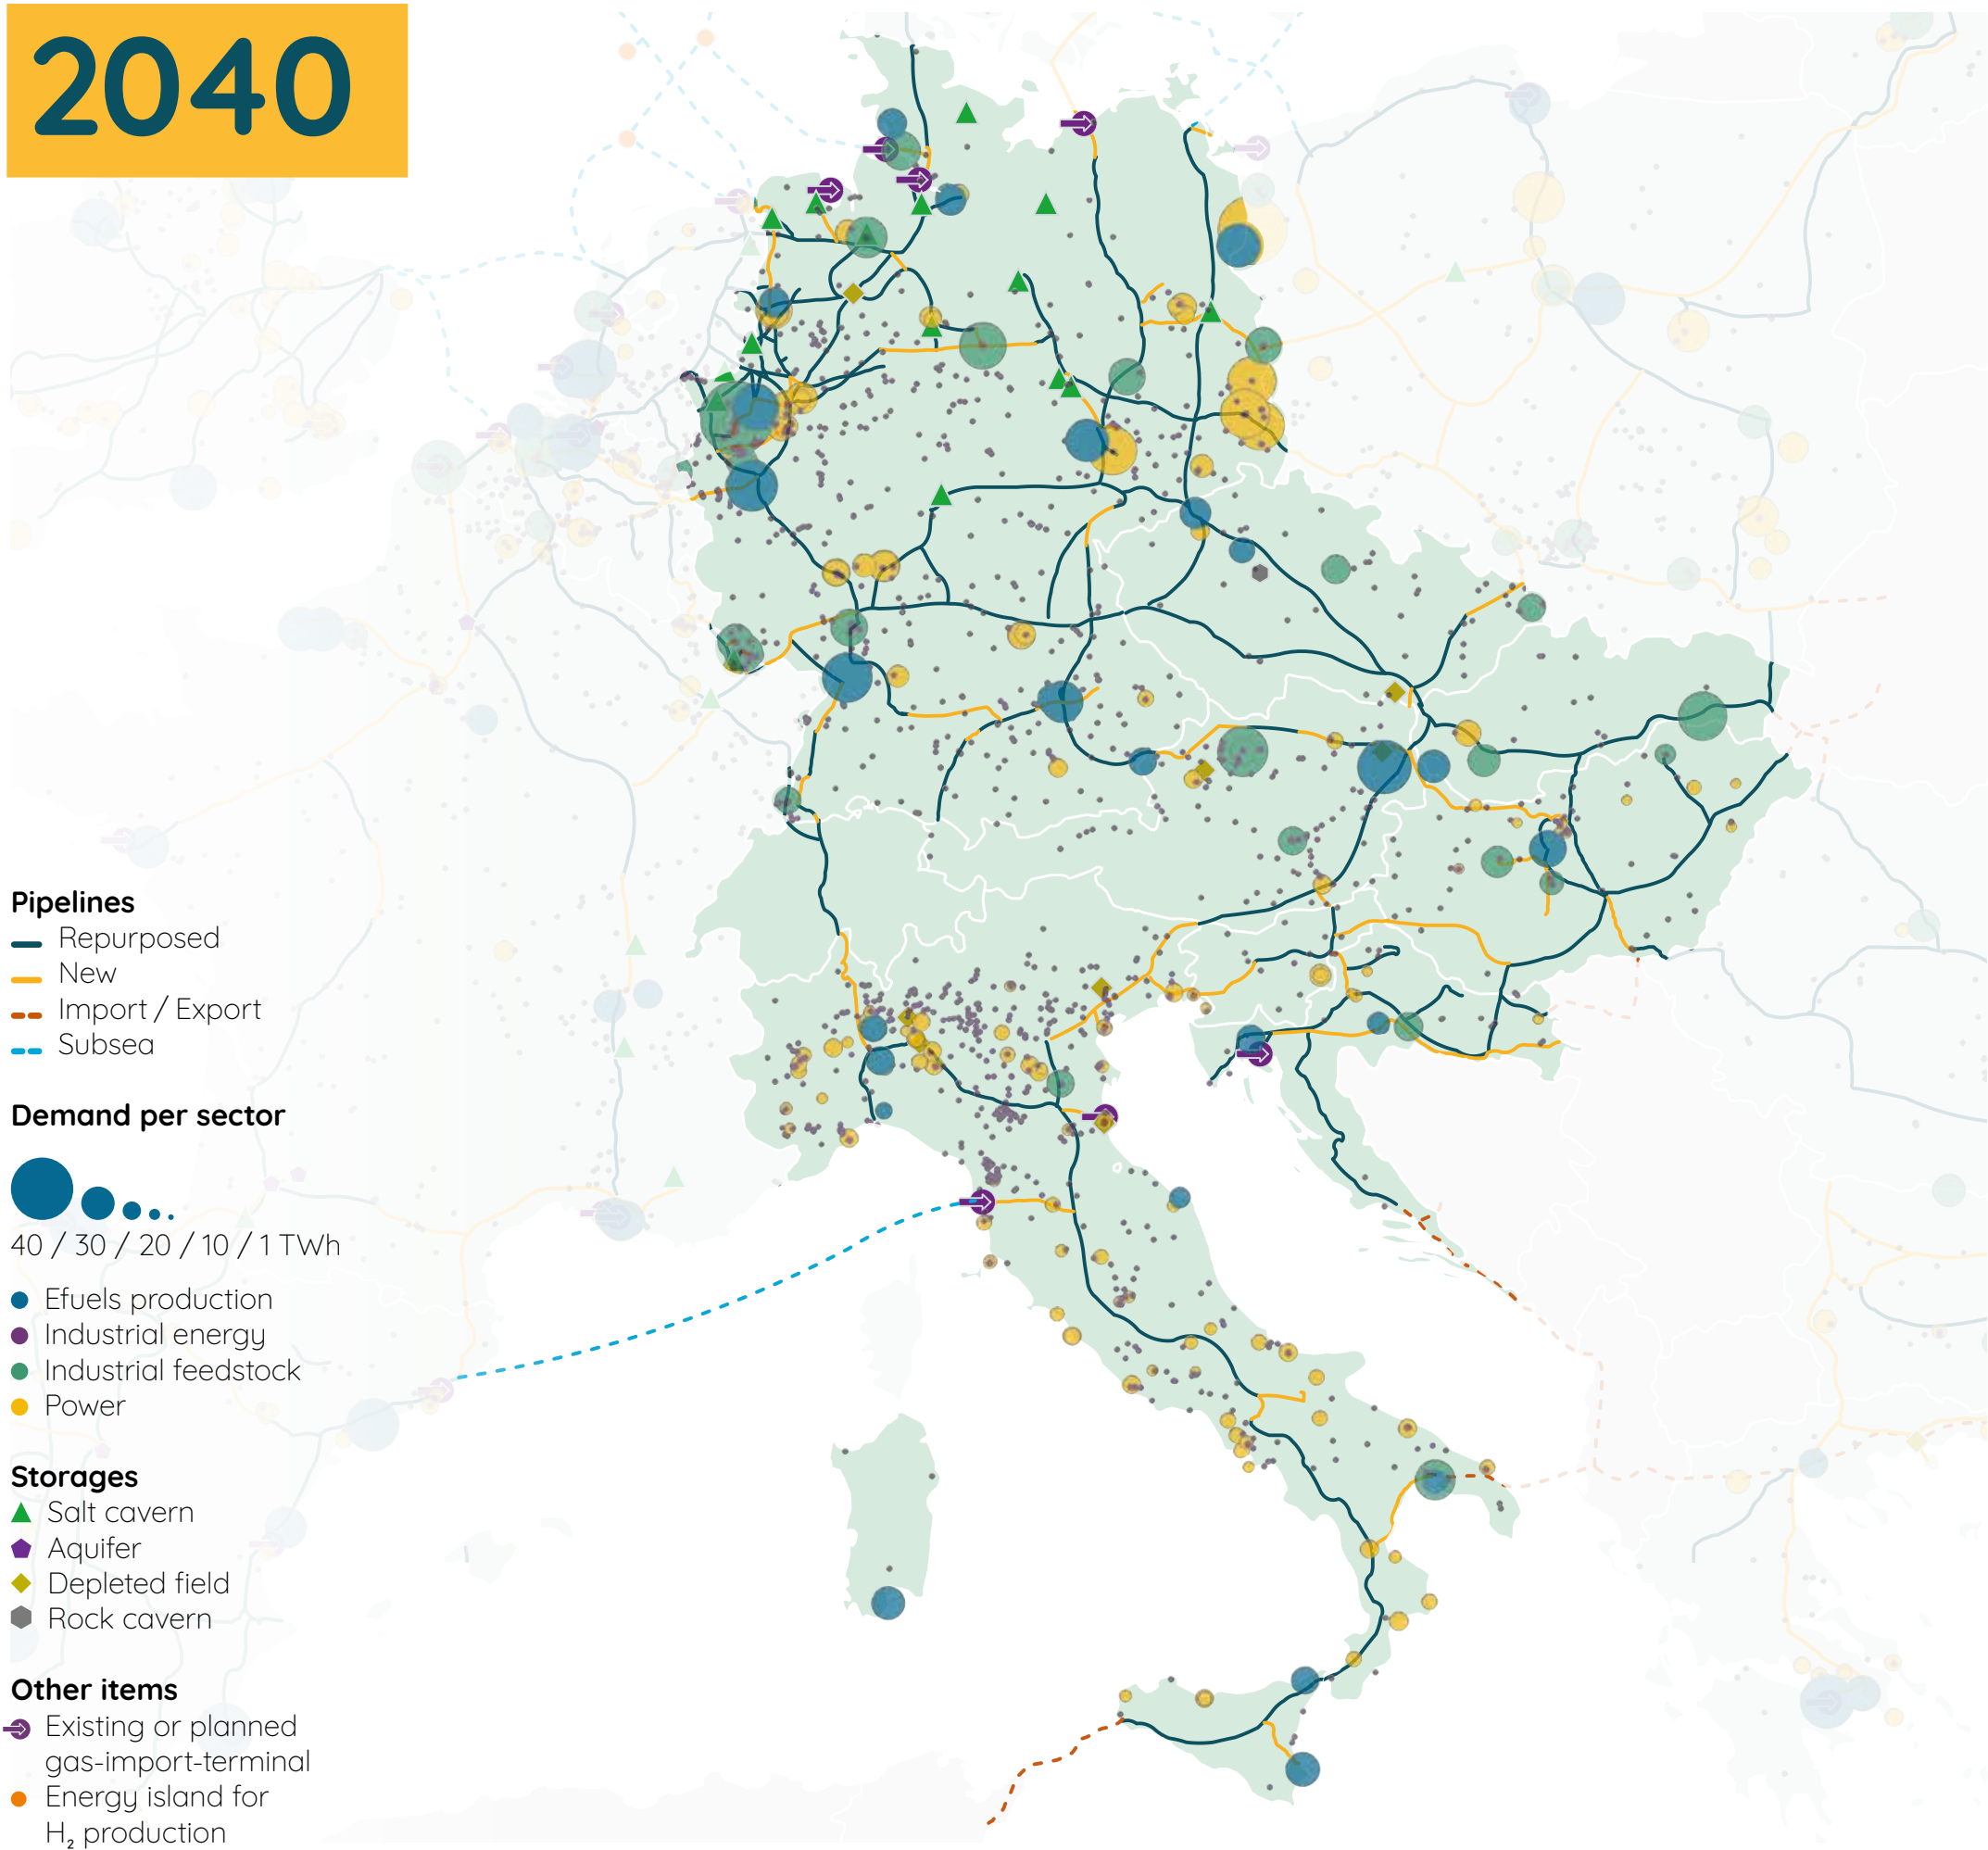 2040
Pipelines
Repurposed
New
Import / Export
Subsea
Demand per sector
40 / 30 / 20 / 10 / 1 TWh
Efuels production
Industrial energy
Industrial feedstock
Power
Storages
Salt cavern
Aquifer
Depleted field
Rock cavern
Other items
Existing or planned
gas-import-terminal
Energy island for
H₂ production